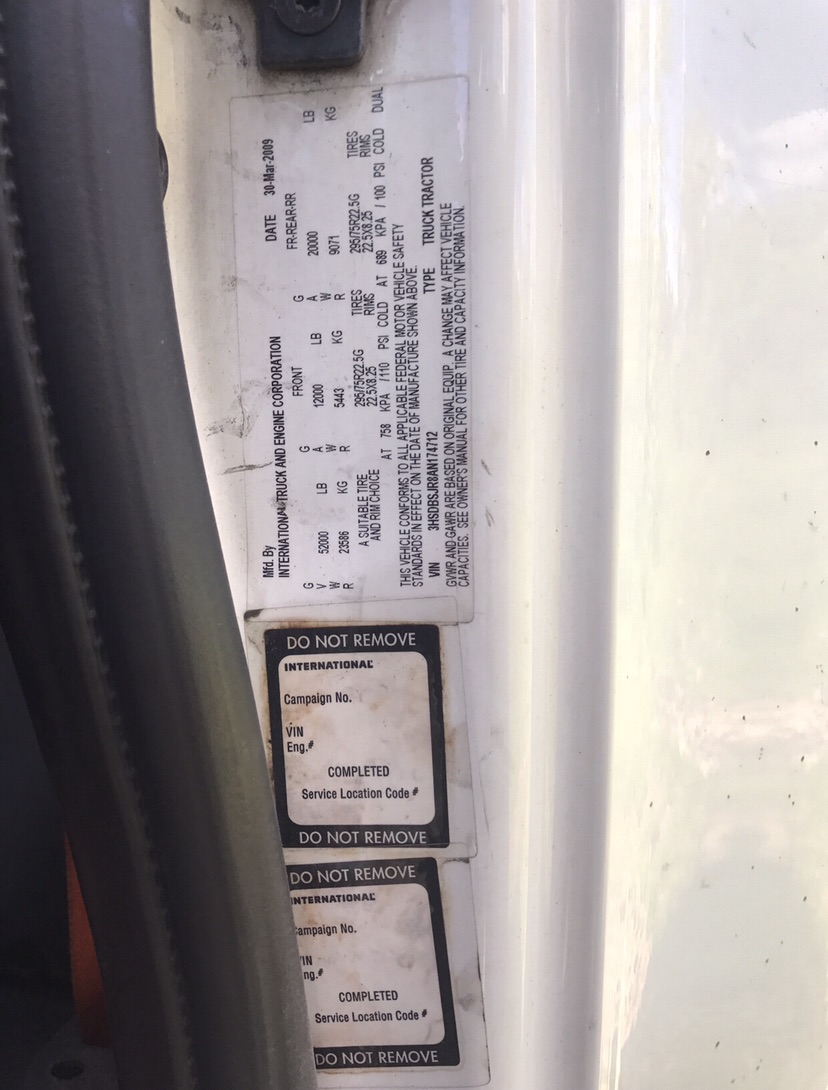 Mfd. By
INTERNATIONAL TRUCK AND ENGINE CORPORATION DATE 30-Mar-2009
FRONT FR-REAR-RR
G G G
V 52000 LB A 12000 LB A 20000 LB
W W W
R 23586 KG R 5443 KG R 9071 KG
A SUITABLE TIRE 295/75R22.5G TIRES 295/75R22.5G TIRES
AND RIM CHOICE 22.5X8.25 RIMS 22.5X8.25 RIMS
AT 758 KPA /110 PSI COLD AT 689 KPA / 100 PSI COLD DUAL
THIS VEHICLE CONFORMS TO ALL APPLICABLE FEDERAL MOTOR VEHICLE SAFETY
STANDARDS IN EFFECT ON THE DATE OF MANUFACTURE SHOWN ABOVE.
VIN 3HSDBSJR8AN174712 TYPE TRUCK TRACTOR
GVWR AND GAWR ARE BASED ON ORIGINAL EQUIP. A CHANGE MAY AFFECT VEHICLE
CAPACITIES. SEE OWNER'S MANUAL FOR OTHER TIRE AND CAPACITY INFORMATION.
DO NOT REMOVE
INTERNATIONAL
Campaign No.
VIN
Eng.#
COMPLETED
Service Location Code #
DO NOT REMOVE
DO NOT REMOVE
INTERNATIONAL
Campaign No.
VIN
Eng.#
COMPLETED
Service Location Code #
DO NOT REMOVE